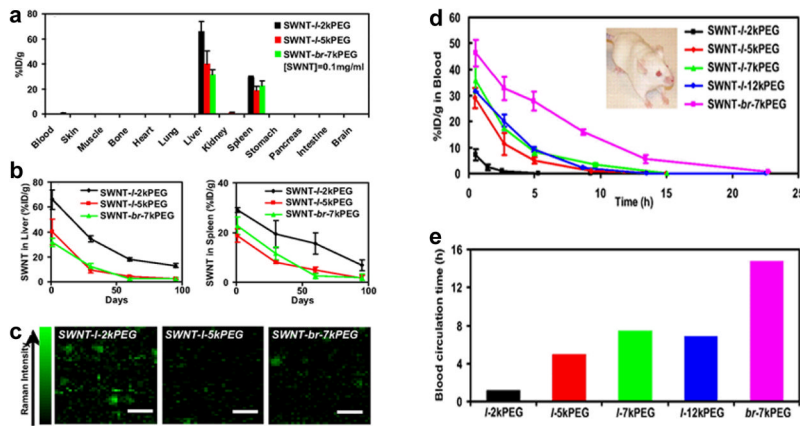 a
%ID/g
80
60
40
20
0
SWNT-l-2kPEG
SWNT-l-5kPEG
SWNT-br-7kPEG
[SWNT]=0.1mg/ml
Blood
Skin
Muscle
Bone
Heart
Lung
Liver
Kidney
Spleen
Stomach
Pancreas
Intestine
Brain
b
SWNT in Liver (%ID/g)
80
60
40
20
0
SWNT-l-2kPEG
SWNT-l-5kPEG
SWNT-br-7kPEG
0
50
100
Days
SWNT in Spleen (%ID/g)
40
20
0
SWNT-l-2kPEG
SWNT-l-5kPEG
SWNT-br-7kPEG
0
50
100
Days
c
Raman Intensity
SWNT-l-2kPEG
SWNT-l-5kPEG
SWNT-br-7kPEG
d
%ID/g in Blood
60
50
40
30
20
10
0
SWNT-l-2kPEG
SWNT-l-5kPEG
SWNT-l-7kPEG
SWNT-l-12kPEG
SWNT-br-7kPEG
0
5
10
15
20
25
Time (h)
e
Blood circulation time (h)
16
12
8
4
0
l-2kPEG
l-5kPEG
l-7kPEG
l-12kPEG
br-7kPEG